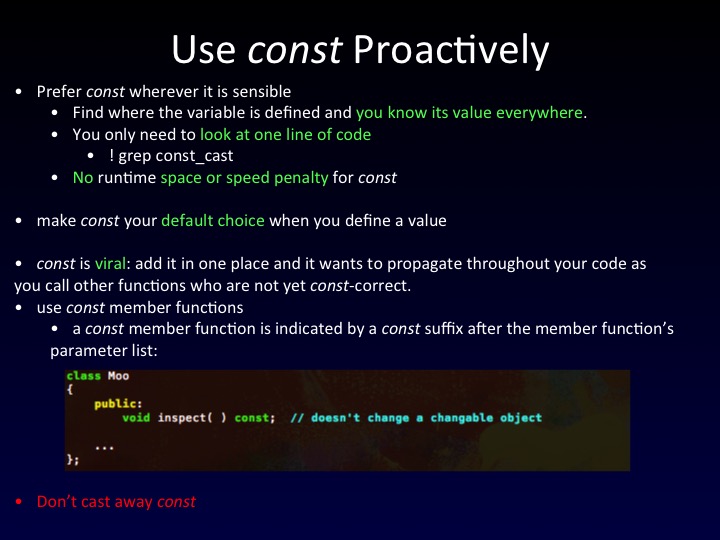 Use const Proactively
• Prefer const wherever it is sensible
• Find where the variable is defined and you know its value everywhere.
• You only need to look at one line of code
• ! grep const_cast
• No runtime space or speed penalty for const
• make const your default choice when you define a value
• const is viral: add it in one place and it wants to propagate throughout your code as
you call other functions who are not yet const-correct.
• use const member functions
• a const member function is indicated by a const suffix after the member function's
parameter list:
class Moo
{
public:
void inspect( ) const; // doesn't change a changable object
...
};
• Don't cast away const